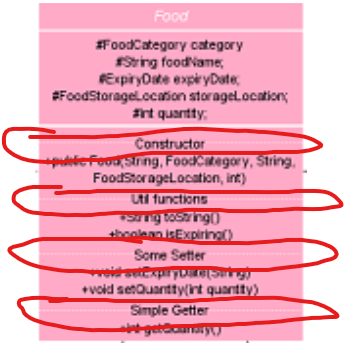 Food
#FoodCategory category
#String foodName;
#ExpiryDate expiryDate;
#FoodStorageLocation storageLocation;
#int quantity;
Constructor
+public Food(String, FoodCategory, String,
FoodStorageLocation, int)
Util functions
+String toString()
+boolean isExpiring()
Some Setter
+void setExpiryDate(String)
+void setQuantity(int quantity)
Simple Getter
+int getQuantity()